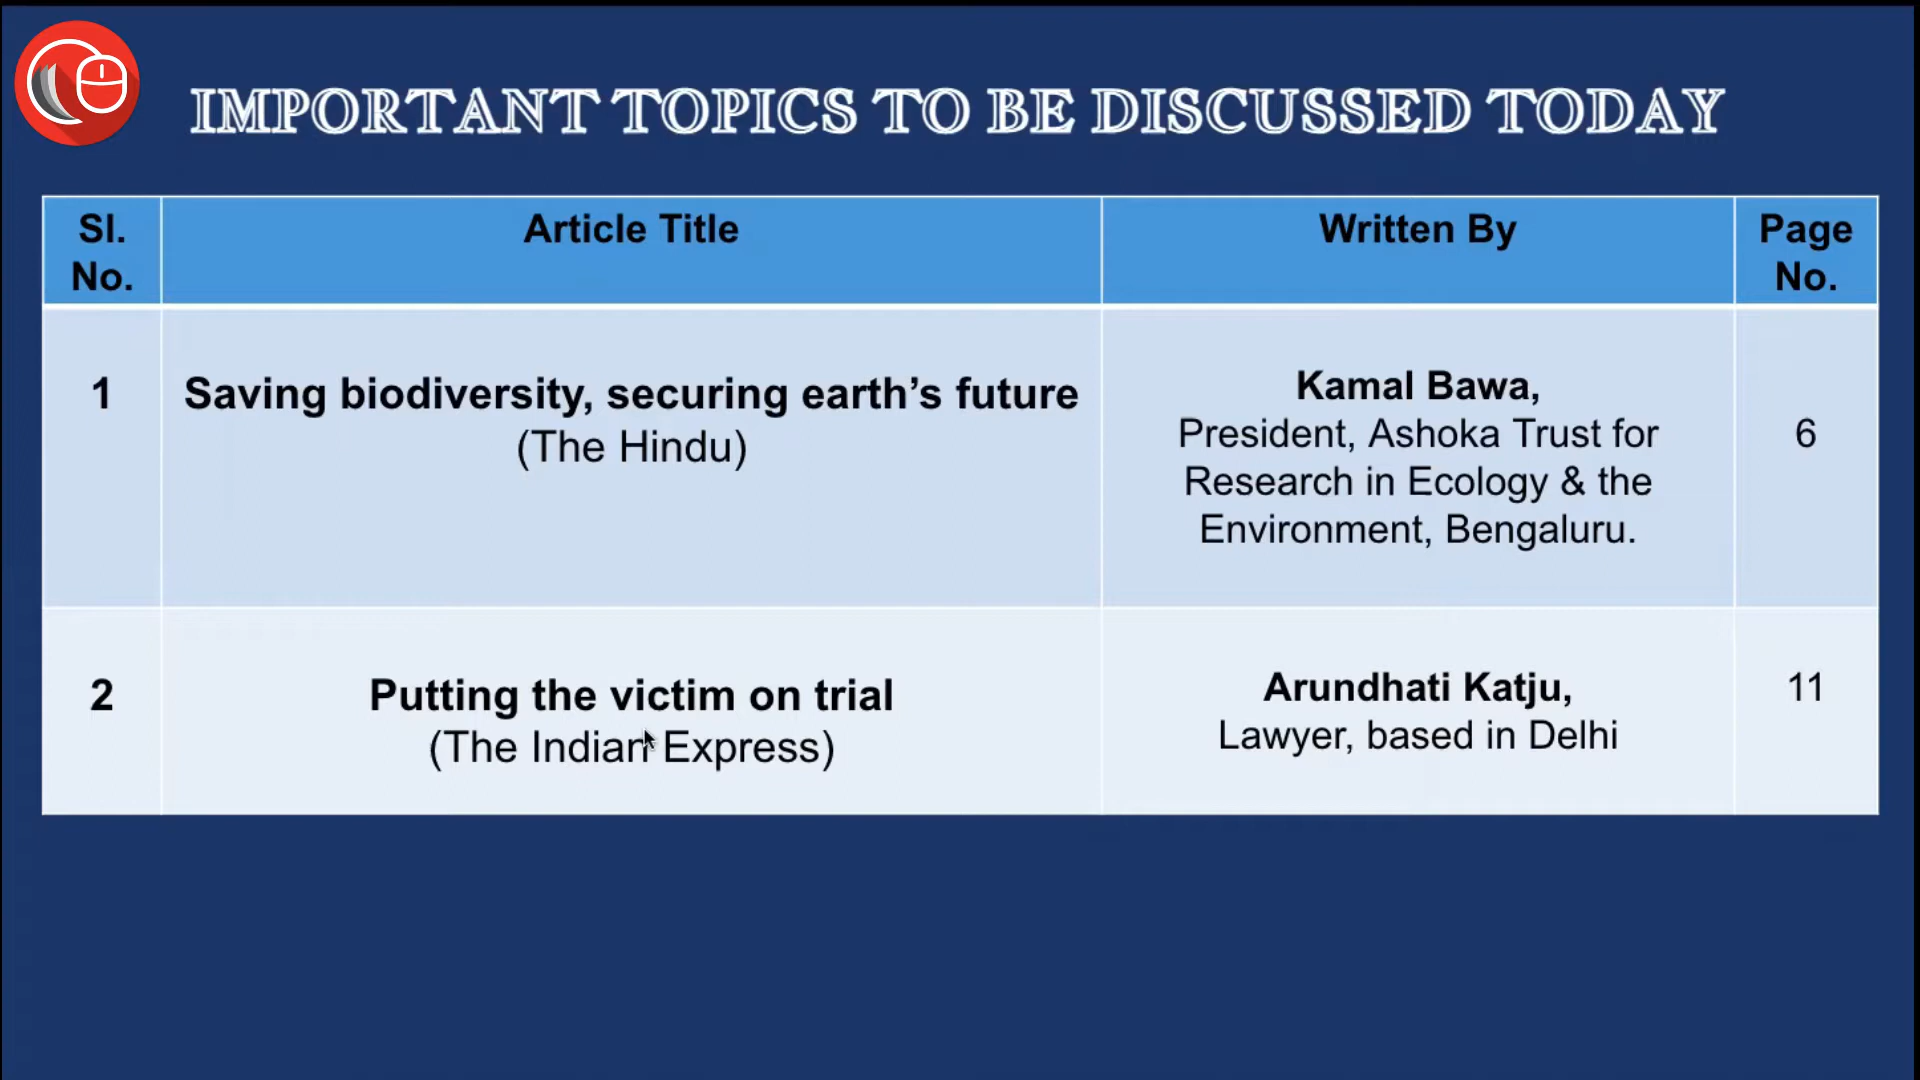 IMPORTANT TOPICS TO BE DISCUSSED TODAY
Sl. No.
Article Title
Written By
Page No.
1
Saving biodiversity, securing earth’s future
(The Hindu)
Kamal Bawa,
President, Ashoka Trust for
Research in Ecology & the
Environment, Bengaluru.
6
2
Putting the victim on trial
(The Indian Express)
Arundhati Katju,
Lawyer, based in Delhi
11